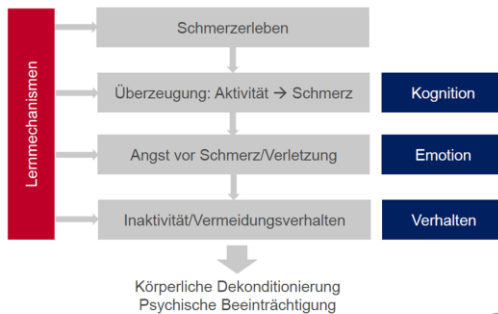 Lernmechanismen
Schmerzerleben
Überzeugung: Aktivität → Schmerz
Kognition
Angst vor Schmerz/Verletzung
Emotion
Inaktivität/Vermeidungsverhalten
Verhalten
Körperliche Dekonditionierung
Psychische Beeinträchtigung